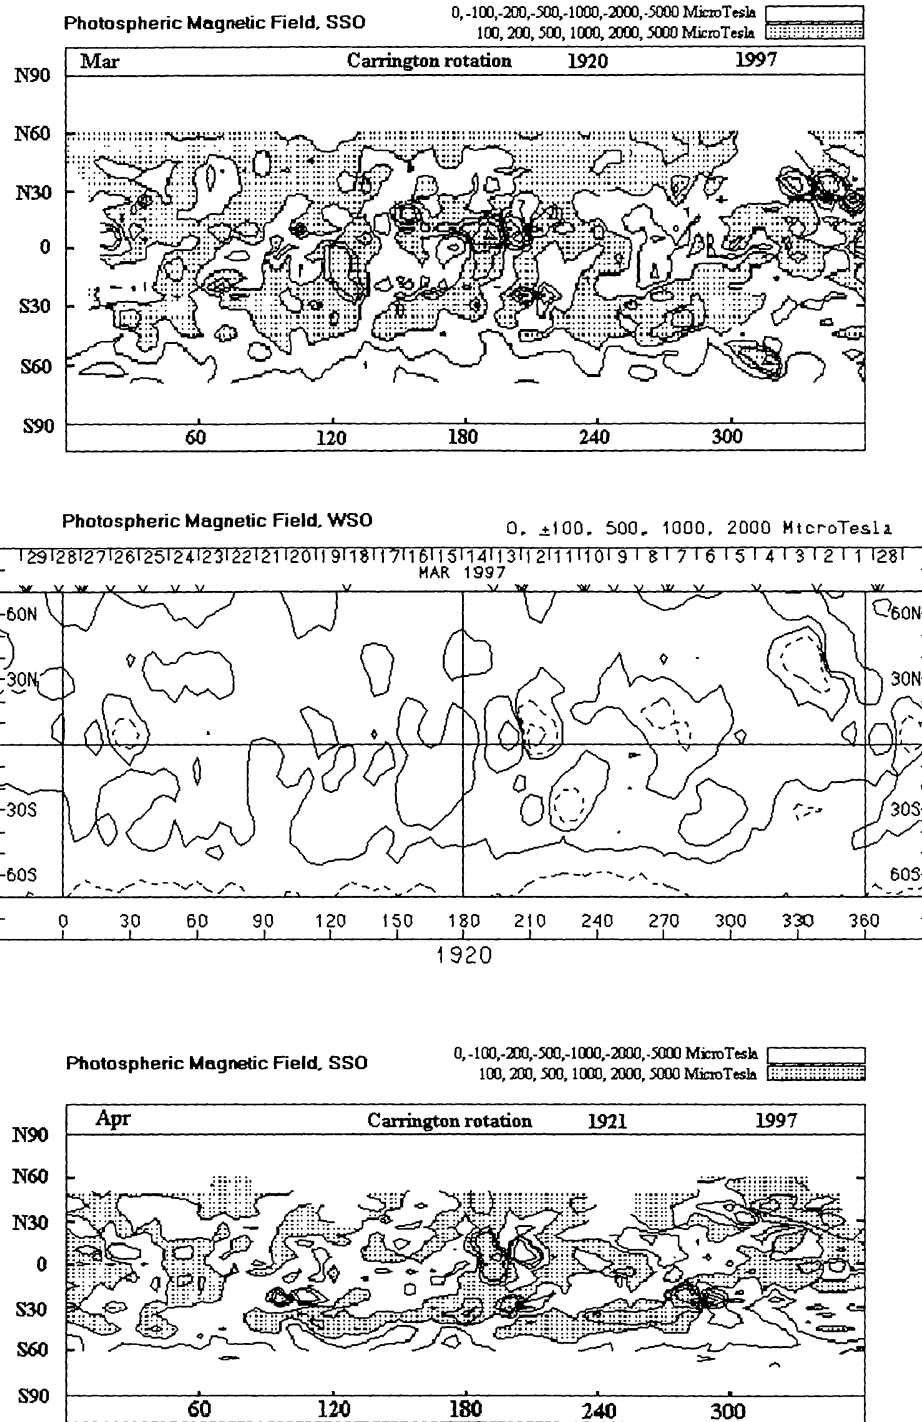 Photospheric Magnetic Field, SSO
0,-100,-200,-500,-1000,-2000,-5000 MicroTesla
100, 200, 500, 1000, 2000, 5000 MicroTesla
Mar Carrington rotation 1920 1997
N90
N60
N30
0
S30
S60
S90
60 120 180 240 300
Photospheric Magnetic Field, WSO
0, ±100, 500, 1000, 2000 MicroTesla
29 28 27 26 25 24 23 22 21 20 19 18 17 16 15 14 13 12 11 10 9 8 7 6 5 4 3 2 1 28
MAR 1997
60N 60N
30N 30N
30S 30S
60S 60S
0 30 60 90 120 150 180 210 240 270 300 330 360
1920
Photospheric Magnetic Field, SSO
0,-100,-200,-500,-1000,-2000,-5000 MicroTesla
100, 200, 500, 1000, 2000, 5000 MicroTesla
Apr Carrington rotation 1921 1997
N90
N60
N30
0
S30
S60
S90
60 120 180 240 300